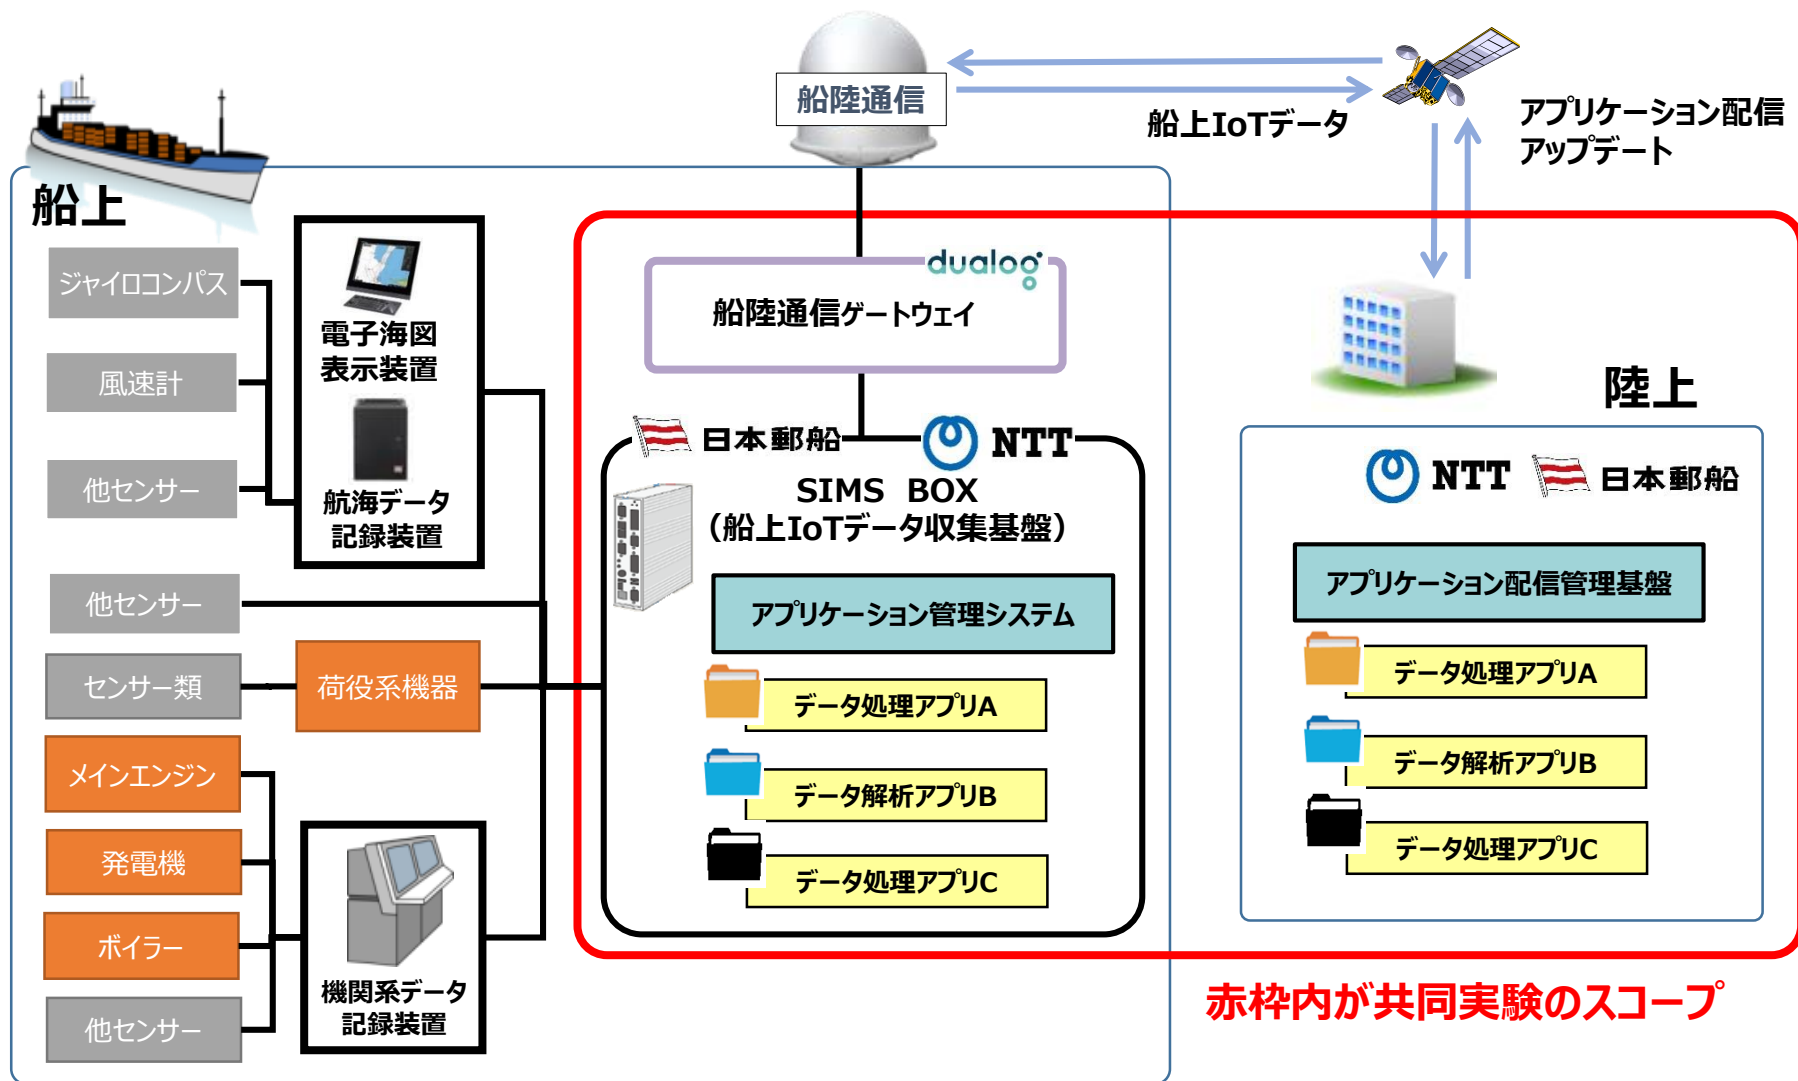 船陸通信
船上IoTデータ
アプリケーション配信
アップデート
船上
ジャイロコンパス
風速計
他センサー
電子海図
表示装置
航海データ
記録装置
他センサー
センサー類
荷役系機器
メインエンジン
発電機
ボイラー
他センサー
機関系データ
記録装置
dualog
船陸通信ゲートウェイ
日本郵船
NTT
SIMS BOX
（船上IoTデータ収集基盤）
アプリケーション管理システム
データ処理アプリA
データ解析アプリB
データ処理アプリC
陸上
NTT
日本郵船
アプリケーション配信管理基盤
データ処理アプリA
データ解析アプリB
データ処理アプリC
赤枠内が共同実験のスコープ